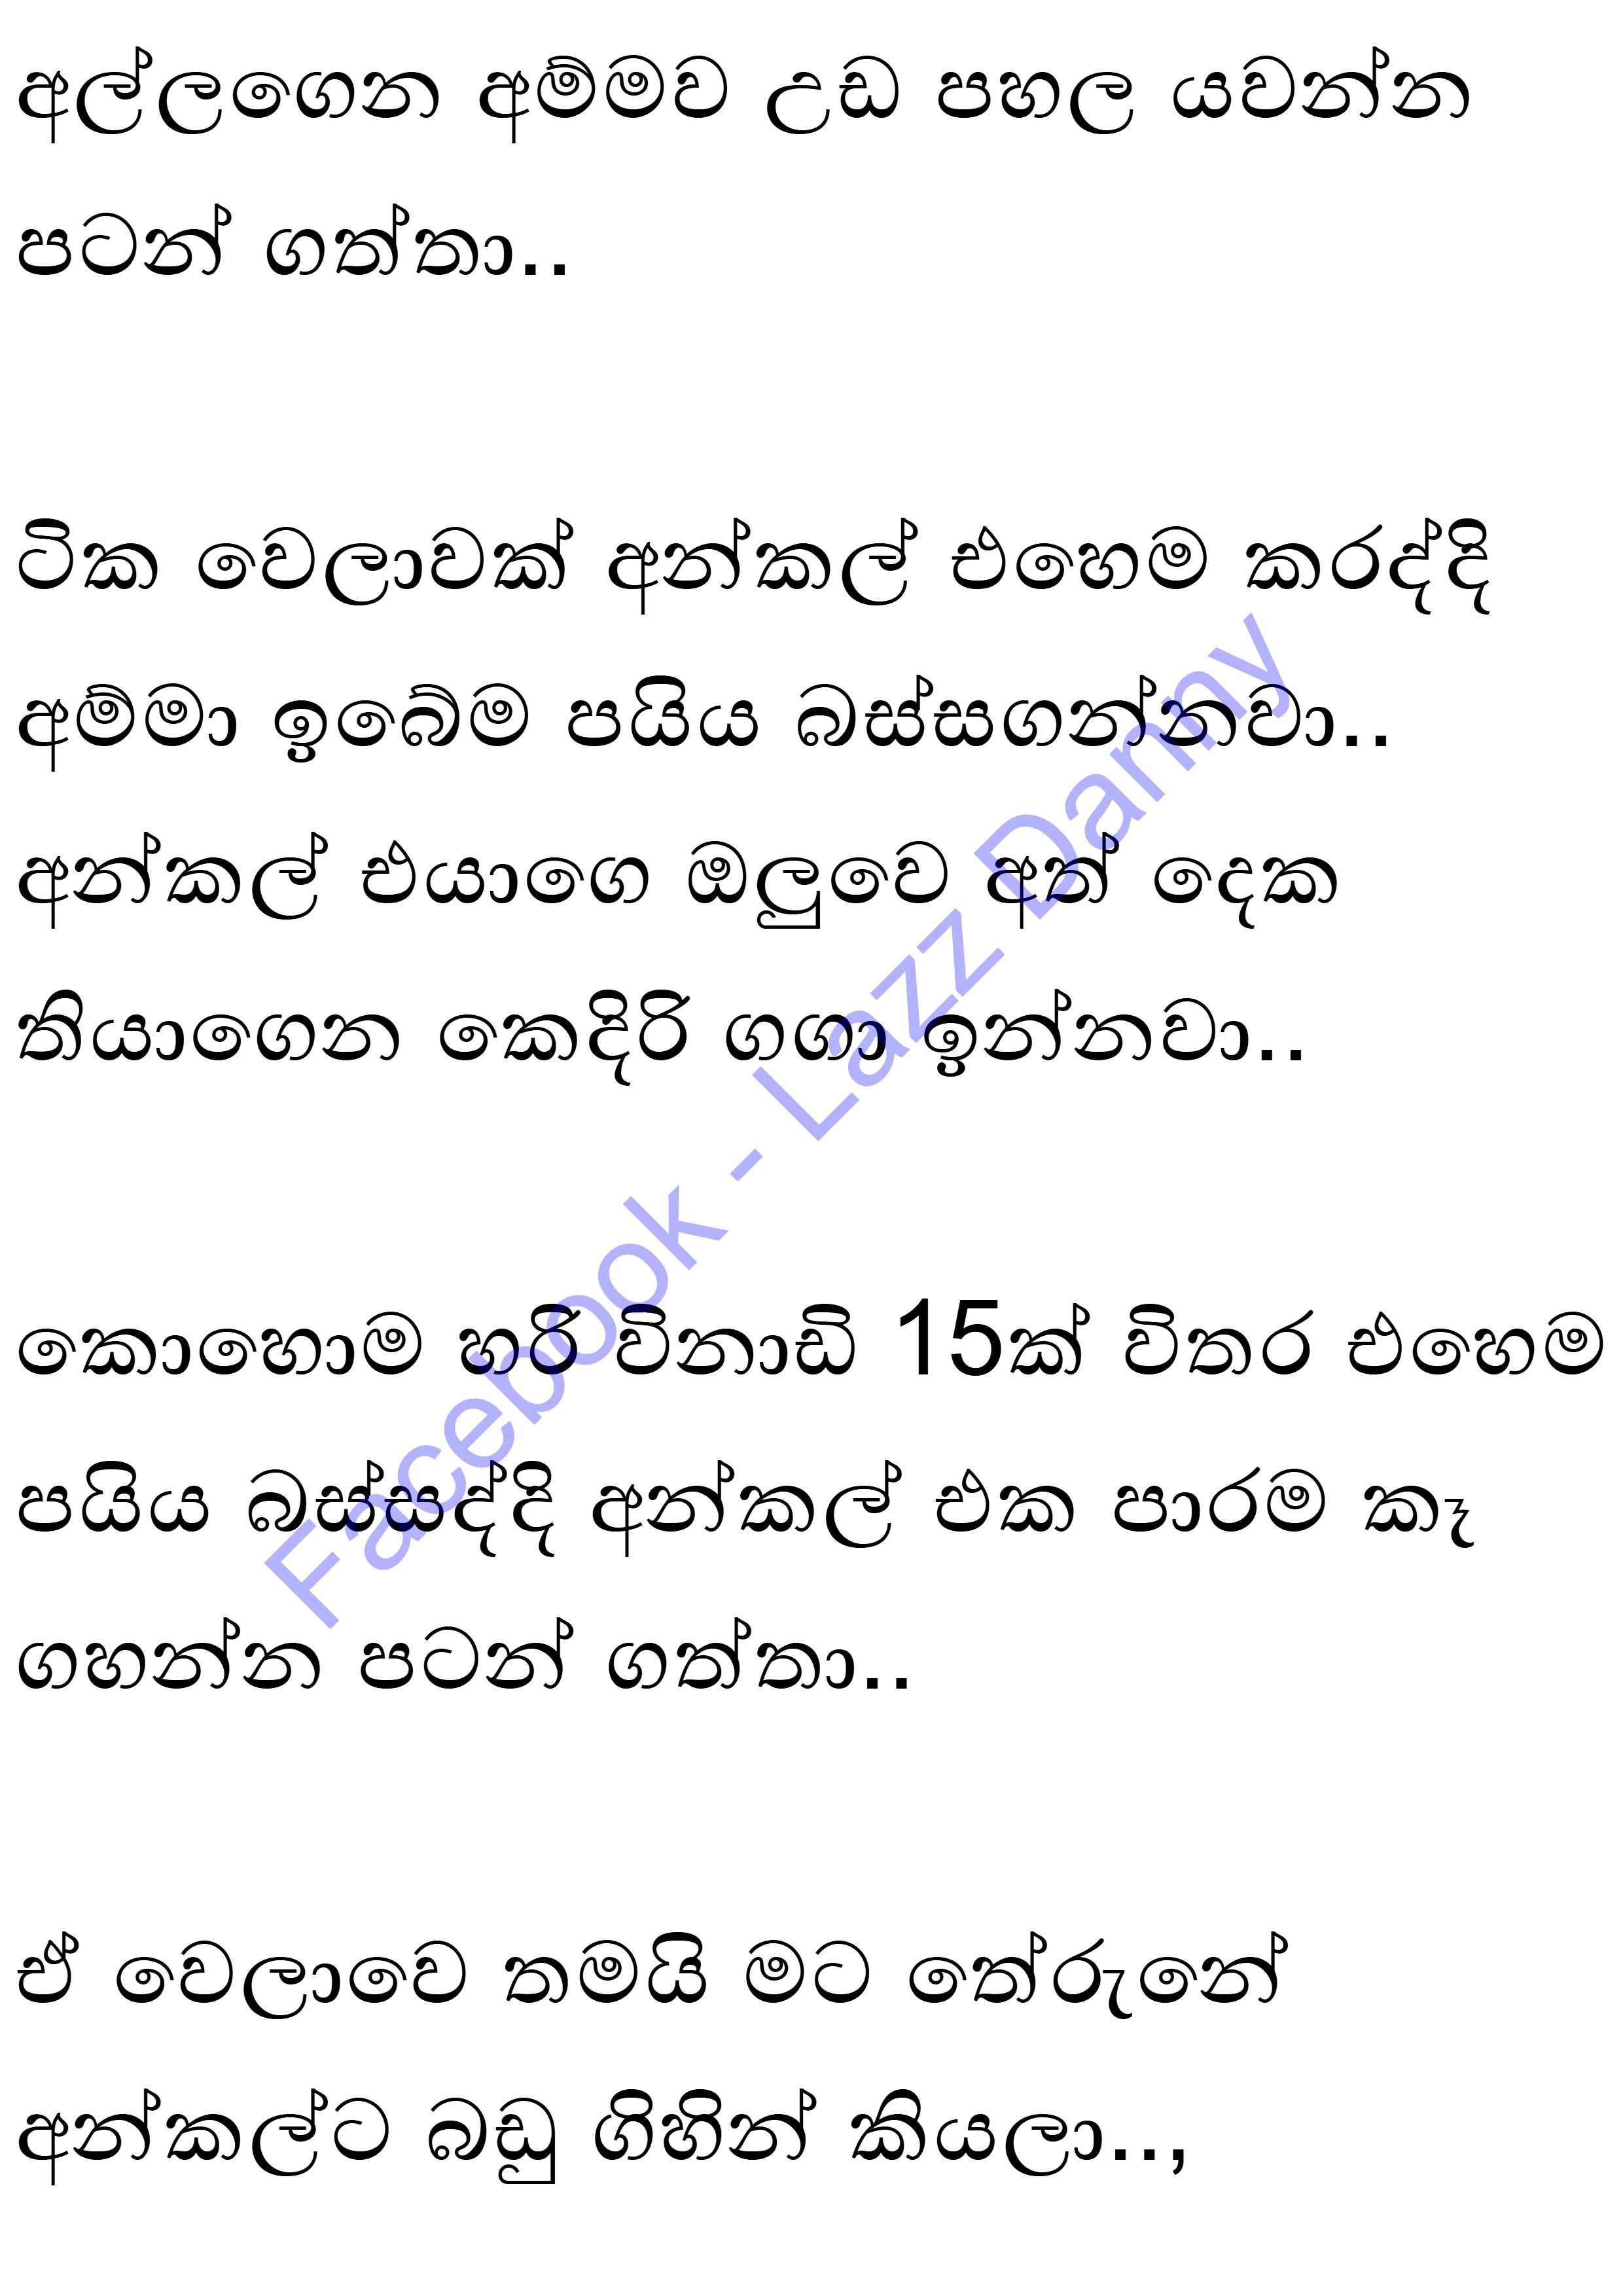 අල්ලගෙන අම්මව උඩ පහල යවන්න
පටන් ගත්තා..
ටික වෙලාවක් අන්කල් එහෙම කරද්දි
අම්මා ඉබේම පයිය බස්සගන්නවා..
අන්කල් එයාගෙ ඔලුවෙ අත් දෙක
තියාගෙන කෙදිරි ගගා ඉන්නවා..
කොහොම හරි විනාඩි 15ක් විතර එහෙම
පයිය බස්සද්දි අන්කල් එක පාරම කෑ
ගහන්න පටන් ගත්තා..
ඒ වෙලාවෙ තමයි මට තේරුනේ
අන්කල්ට බඩු ගිහින් කියලා..,
Facebook - Lazz Danny